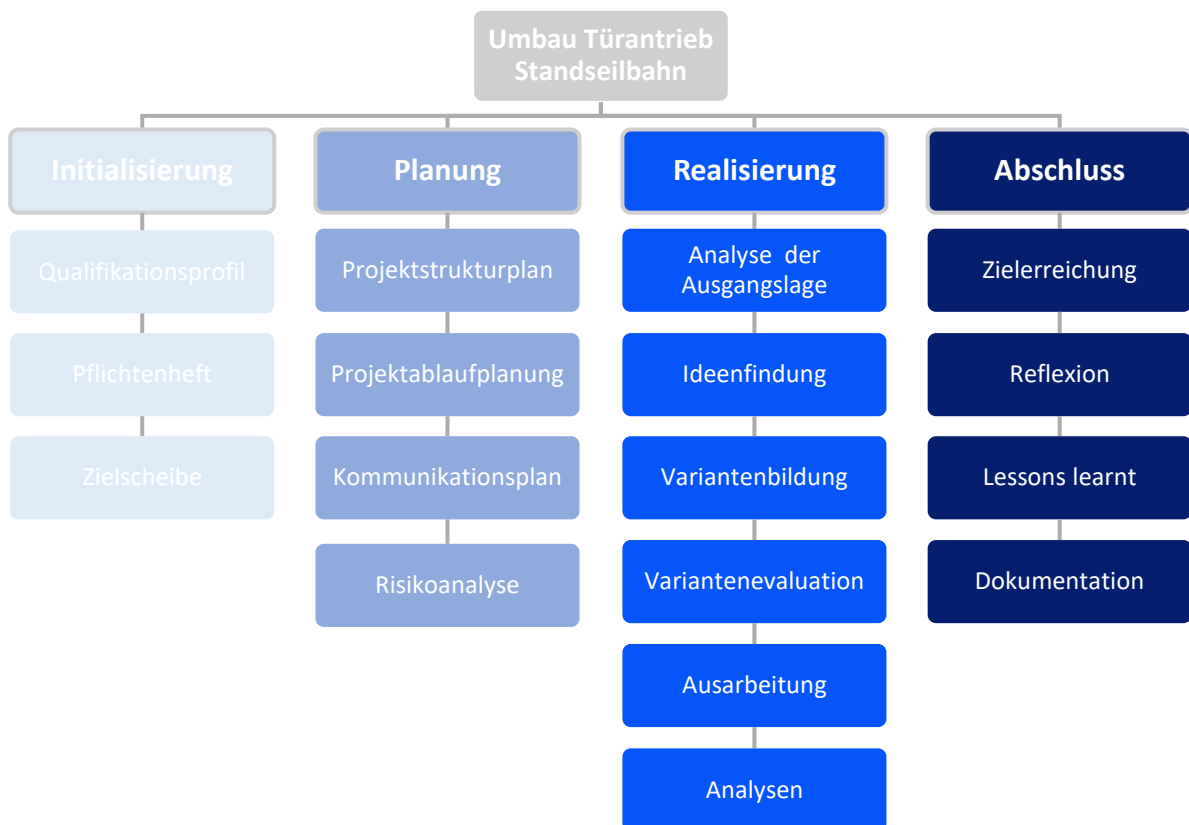 Umbau Türantrieb
Standseilbahn
Initialisierung
Qualifikationsprofil
Pflichtenheft
Zielscheibe
Planung
Projektstrukturplan
Projektablaufplanung
Kommunikationsplan
Risikoanalyse
Realisierung
Analyse der
Ausgangslage
Ideenfindung
Variantenbildung
Variantenevaluation
Ausarbeitung
Analysen
Abschluss
Zielerreichung
Reflexion
Lessons learnt
Dokumentation